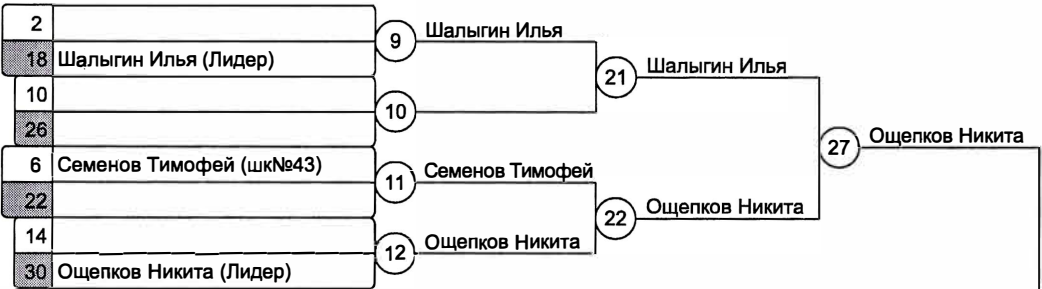 2
9 Шалыгин Илья
18 Шалыгин Илья (Лидер)
21 Шалыгин Илья
10
10
26
27 Ощепков Никита
6 Семенов Тимофей (шк№43)
11 Семенов Тимофей
22
22 Ощепков Никита
14
12 Ощепков Никита
30 Ощепков Никита (Лидер)